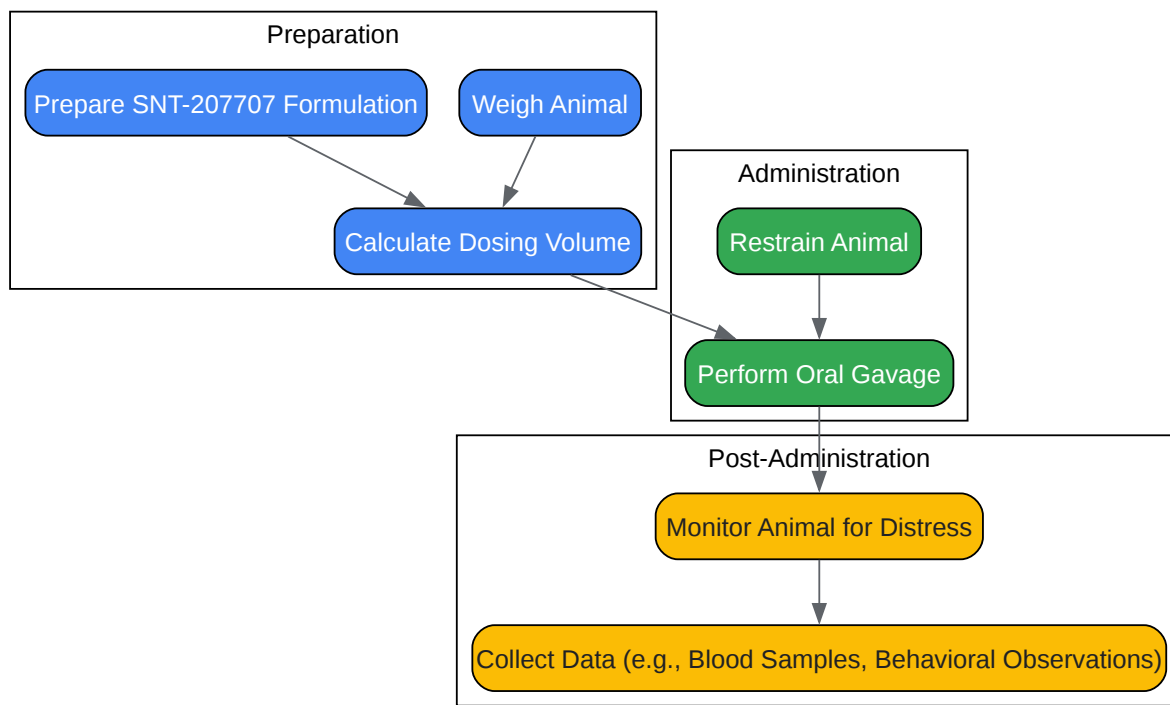 Preparation
Prepare SNT-207707 Formulation
Weigh Animal
Calculate Dosing Volume
Administration
Restrain Animal
Perform Oral Gavage
Post-Administration
Monitor Animal for Distress
Collect Data (e.g., Blood Samples, Behavioral Observations)